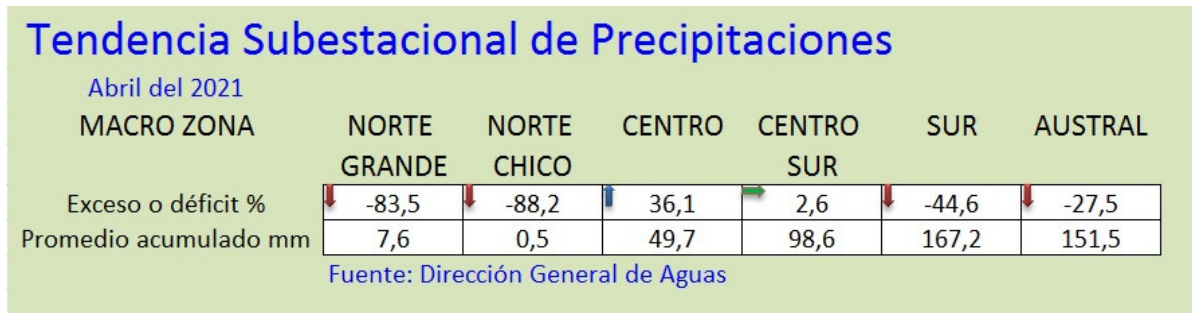 Tendencia Subestacional de Precipitaciones
Abril del 2021
MACRO ZONA NORTE NORTE CENTRO CENTRO SUR AUSTRAL
GRANDE CHICO SUR
Exceso o déficit % -83,5 -88,2 36,1 2,6 -44,6 -27,5
Promedio acumulado mm 7,6 0,5 49,7 98,6 167,2 151,5
Fuente: Dirección General de Aguas